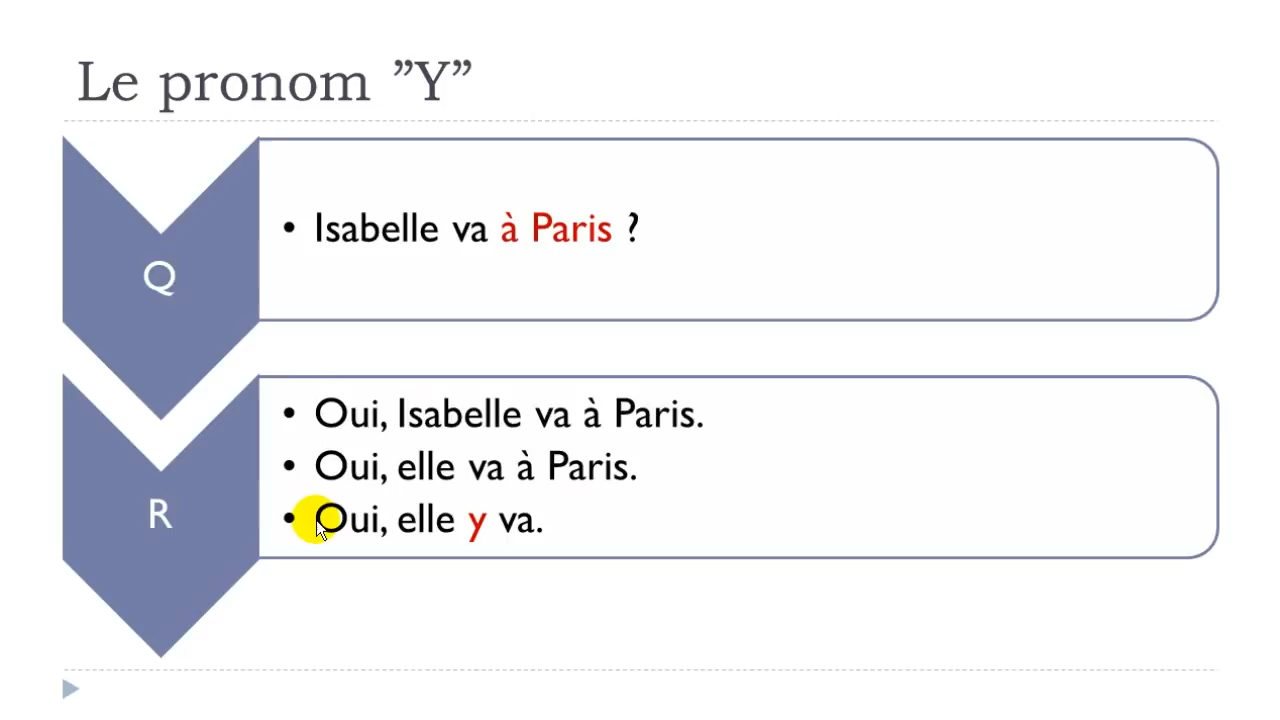 Le pronom ”Y”
Q
• Isabelle va à Paris ?
R
• Oui, Isabelle va à Paris.
• Oui, elle va à Paris.
• Oui, elle y va.